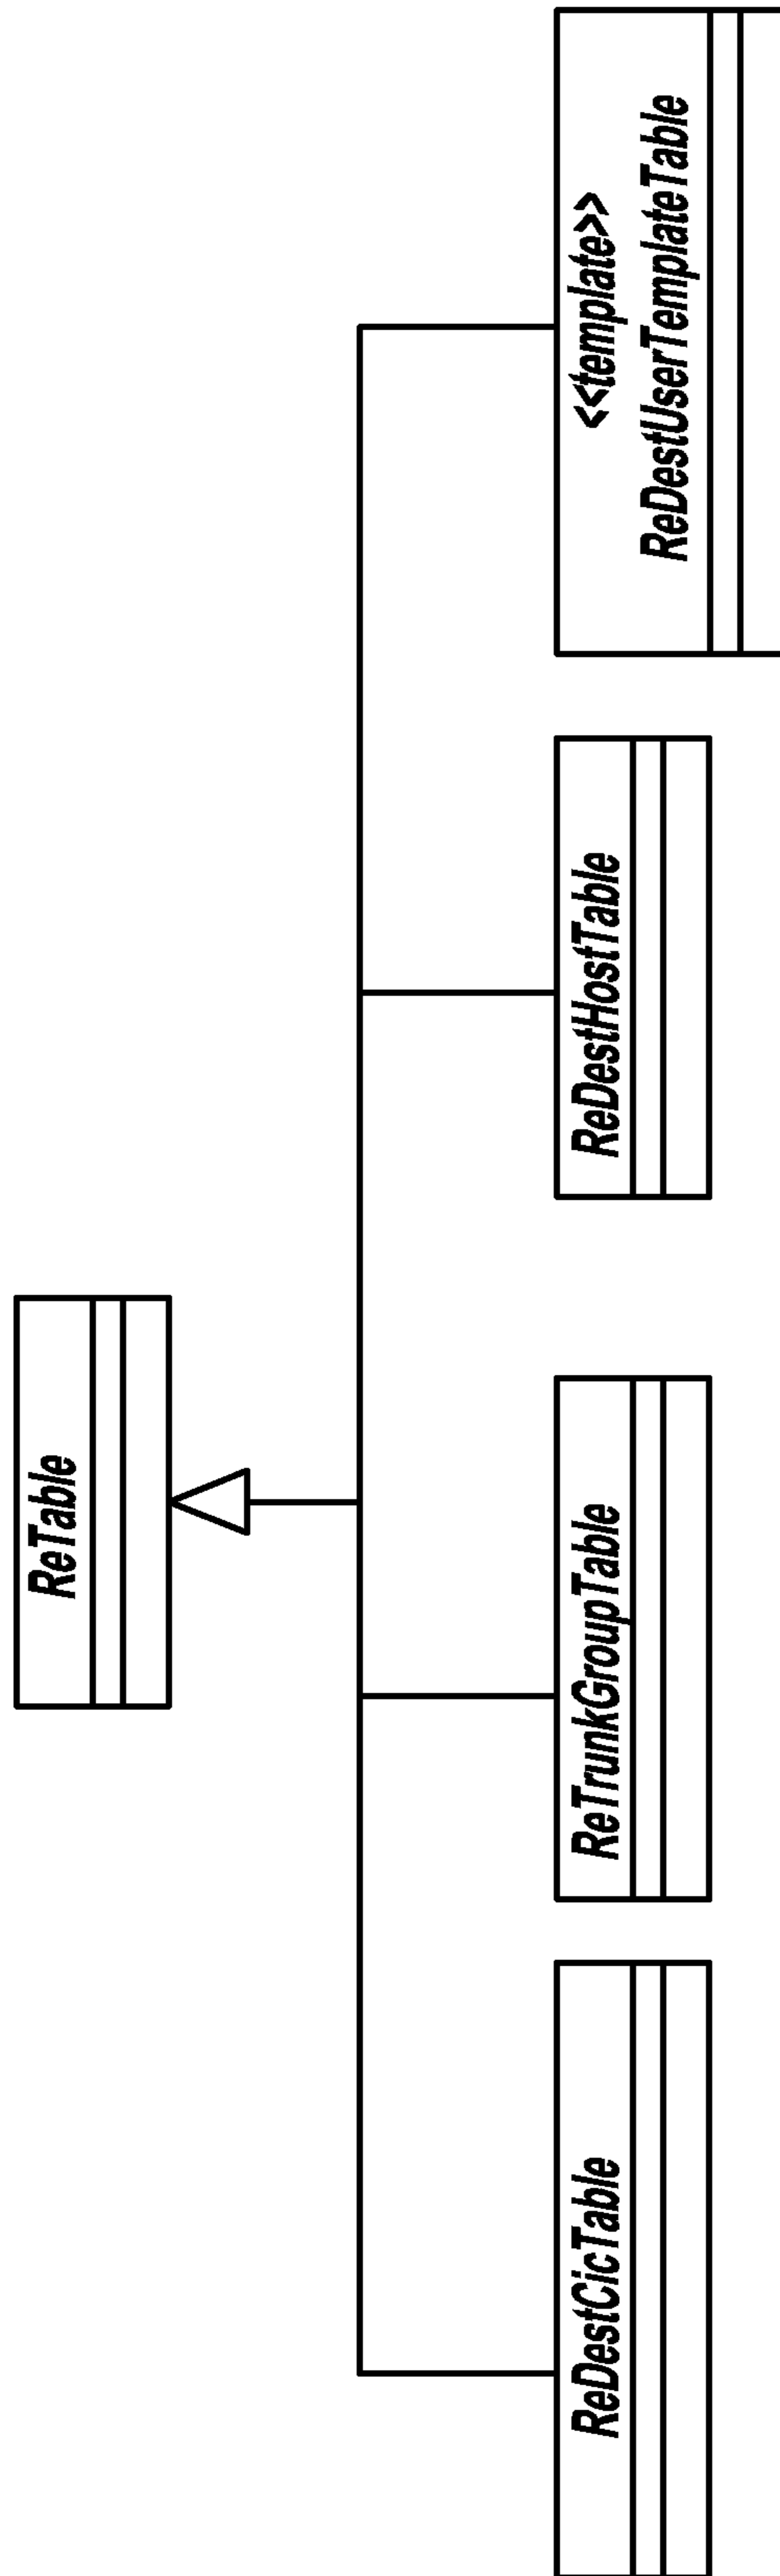 ReTable
ReDestCicTable
ReTrunkGroupTable
ReDestHostTable
<<template>>
ReDestUserTemplateTable